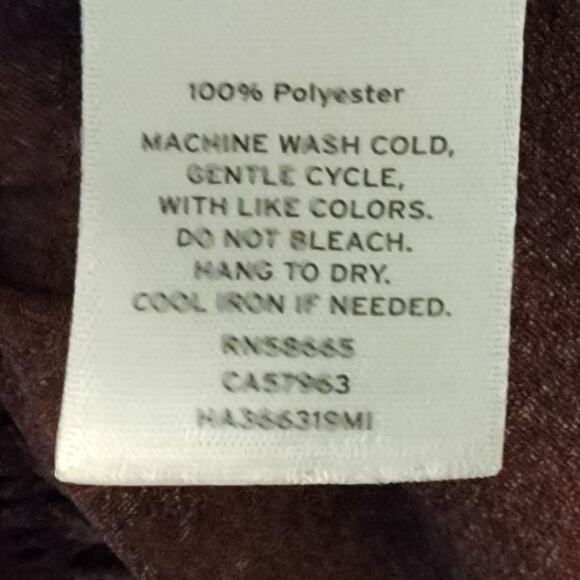 100% Polyester
MACHINE WASH COLD,
GENTLE CYCLE,
WITH LIKE COLORS.
DO NOT BLEACH.
HANG TO DRY.
COOL IRON IF NEEDED.
RN58665
CA57963
HA366319MI